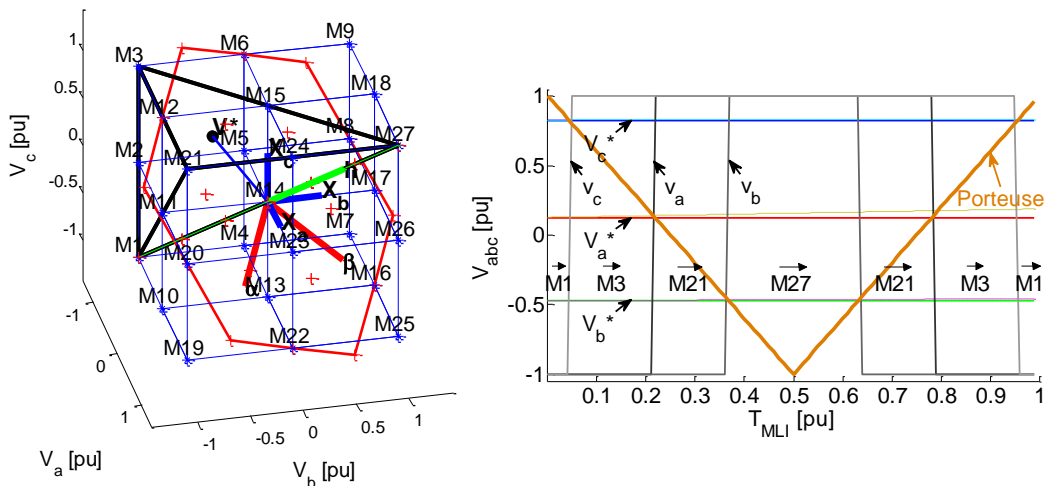 M9
M6
M3
M18
M15
M12
M8
M27
V*
M5
X_c
M24
M2
M21
h
M17
M14
X_b
M11
M7
X_a
M4
M26
M1
M20
M23
β
M16
α
M13
M10
M25
M22
M19
1
0.5
0
-0.5
-1
V_c [pu]
-1
0
1
V_a [pu]
-1
-0.5
0
0.5
1
V_b [pu]
1
0.5
0
-0.5
-1
V_abc [pu]
V_c*
v_c
v_a
v_b
Porteuse
V_a*
M1 M3 M21 M27 M21 M3 M1
V_b*
0.1 0.2 0.3 0.4 0.5 0.6 0.7 0.8 0.9 1
T_MLI [pu]